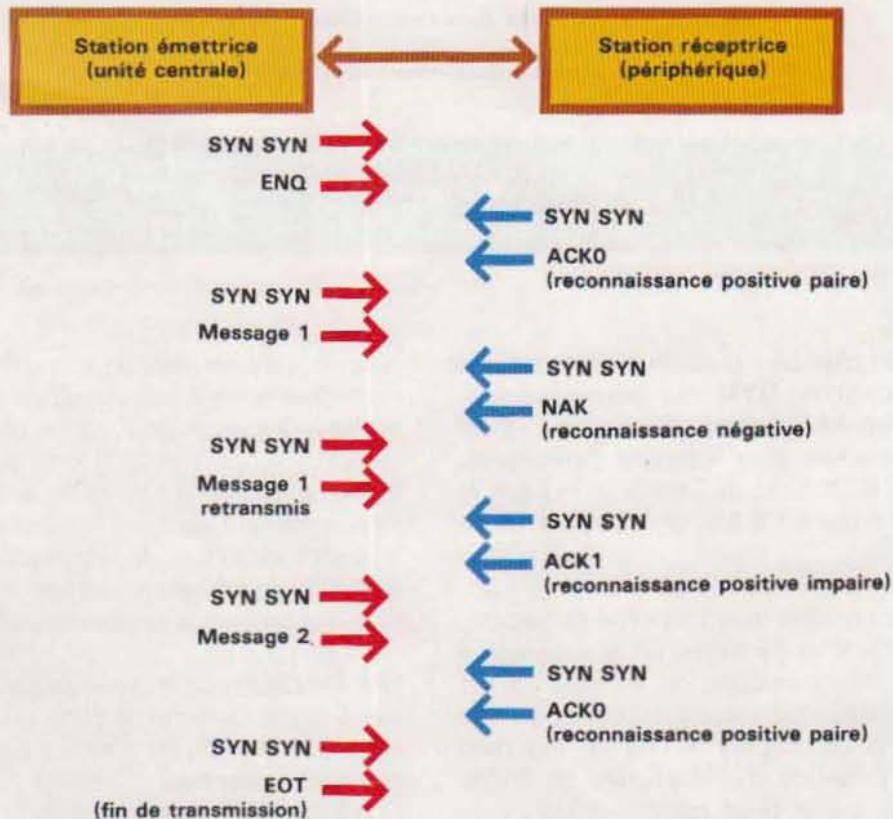 Station émettrice
(unité centrale)
Station réceptrice
(périphérique)
SYN SYN
ENQ
SYN SYN
ACK0
(reconnaissance positive paire)
SYN SYN
Message 1
SYN SYN
NAK
(reconnaissance négative)
SYN SYN
Message 1
retransmis
SYN SYN
ACK1
(reconnaissance positive impaire)
SYN SYN
Message 2
SYN SYN
ACK0
(reconnaissance positive paire)
SYN SYN
EOT
(fin de transmission)